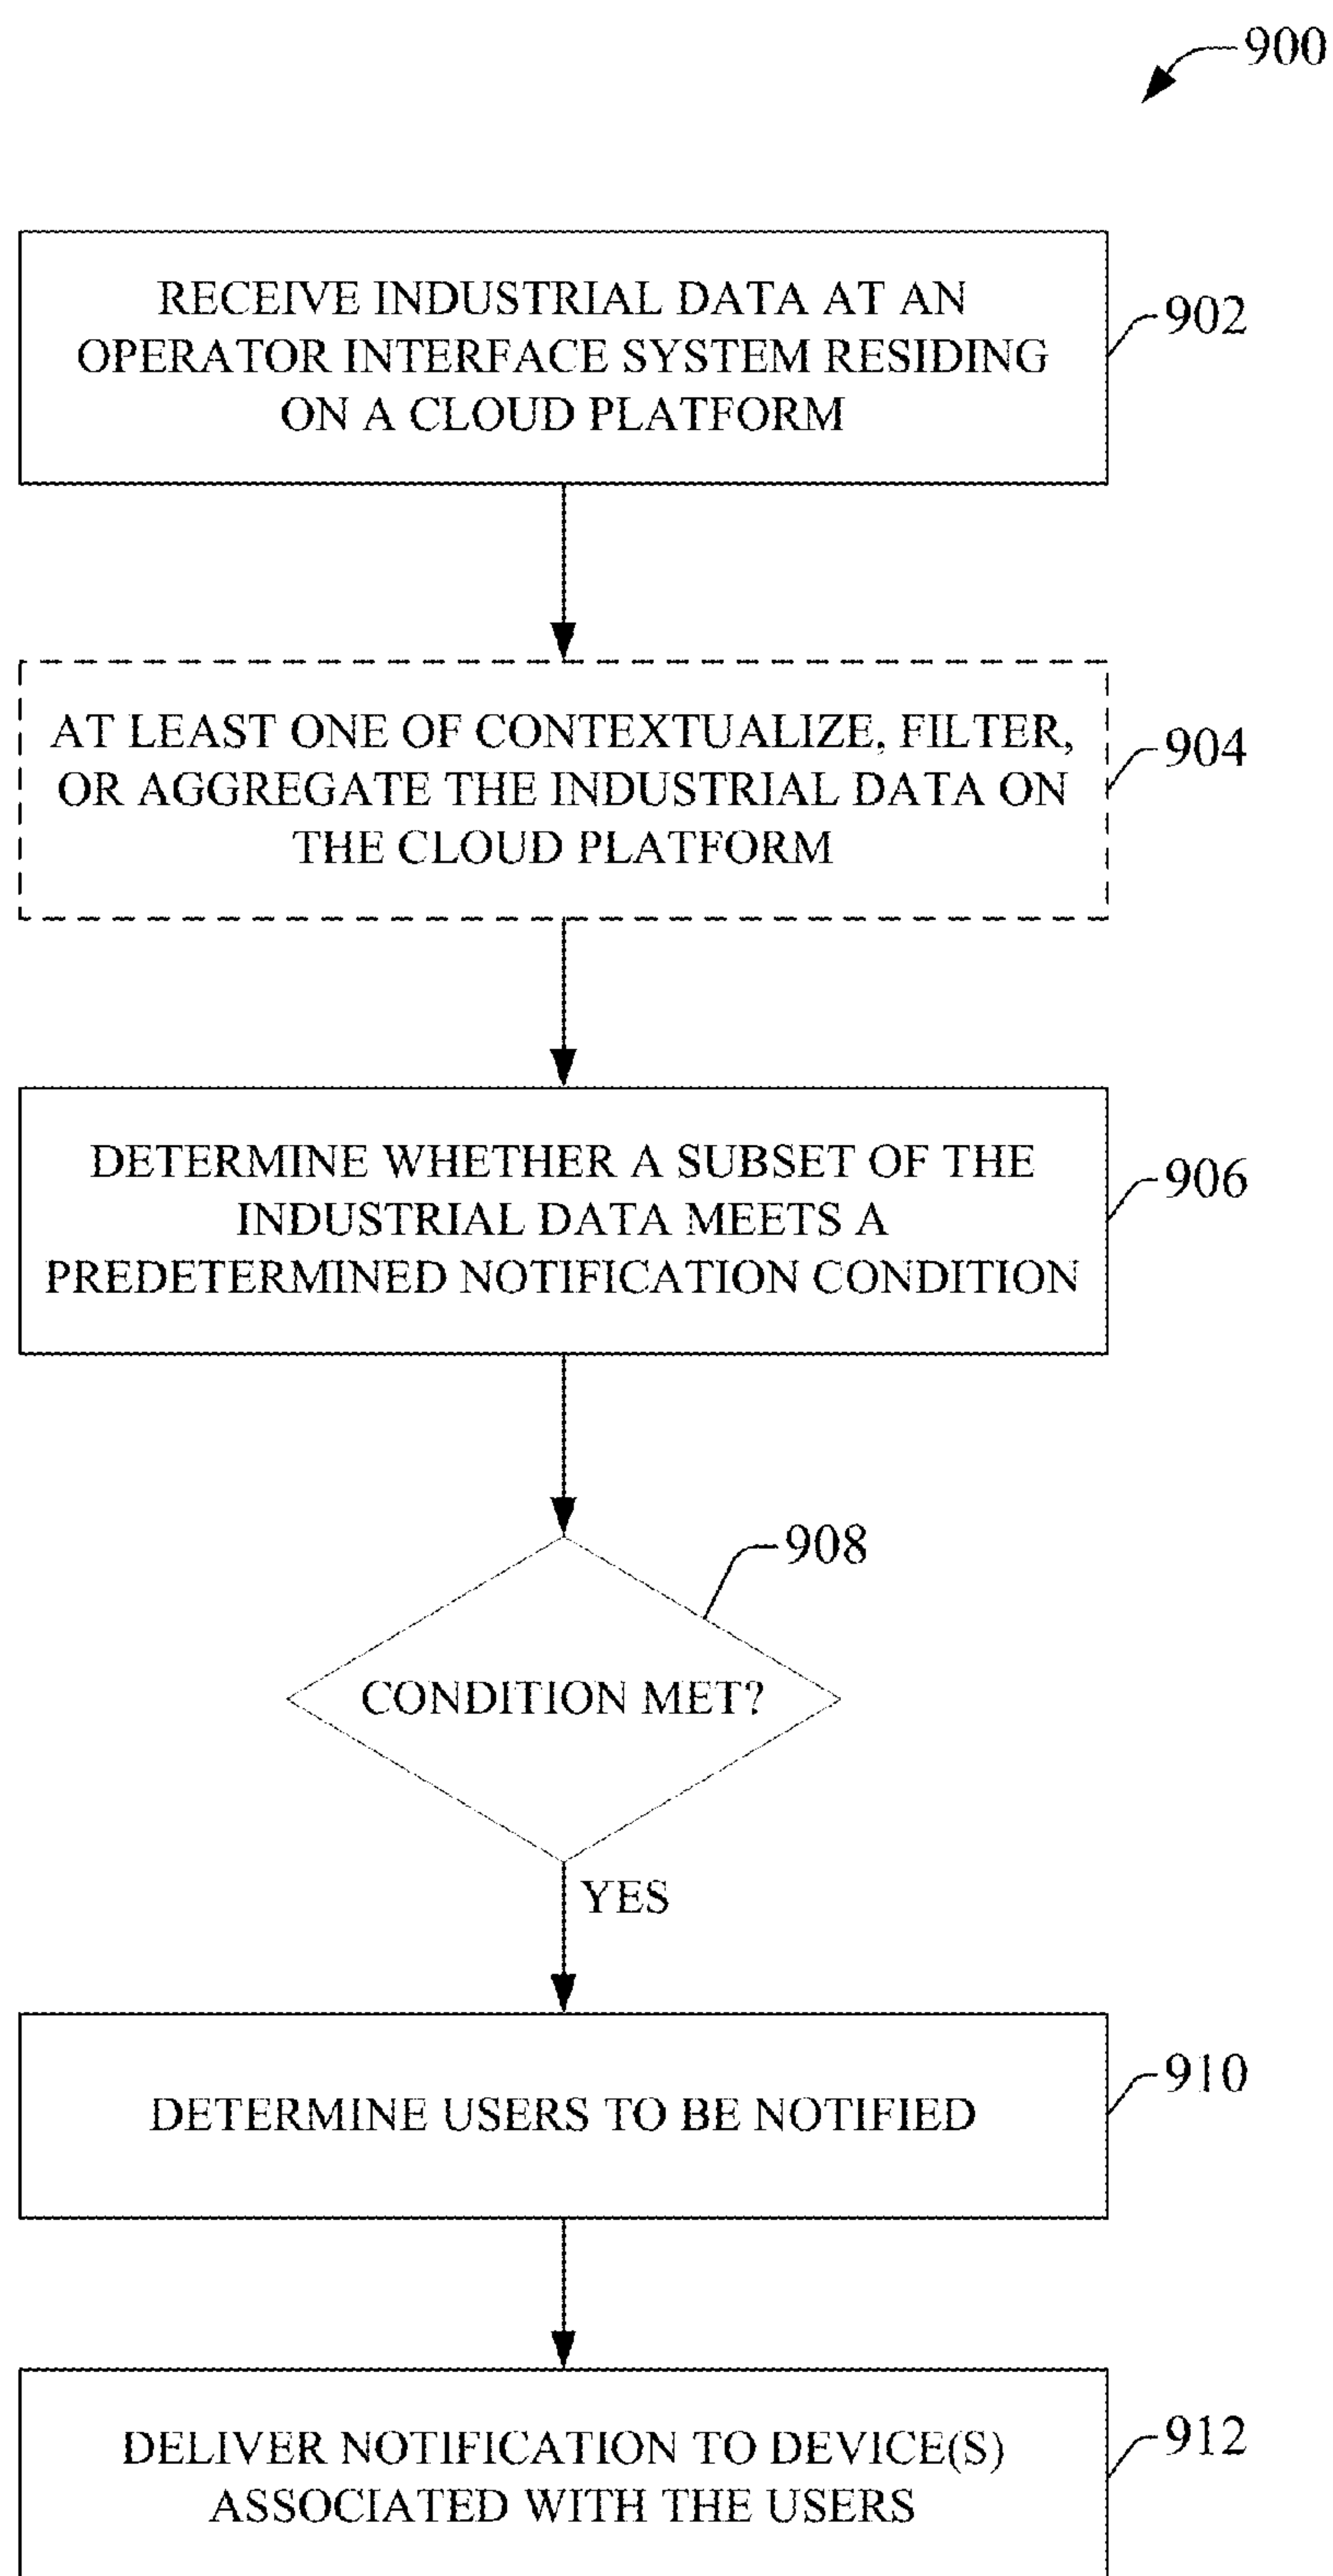 900
RECEIVE INDUSTRIAL DATA AT AN
OPERATOR INTERFACE SYSTEM RESIDING
ON A CLOUD PLATFORM
902
AT LEAST ONE OF CONTEXTUALIZE, FILTER,
OR AGGREGATE THE INDUSTRIAL DATA ON
THE CLOUD PLATFORM
904
DETERMINE WHETHER A SUBSET OF THE
INDUSTRIAL DATA MEETS A
PREDETERMINED NOTIFICATION CONDITION
906
908
CONDITION MET?
YES
DETERMINE USERS TO BE NOTIFIED
910
DELIVER NOTIFICATION TO DEVICE(S)
ASSOCIATED WITH THE USERS
912